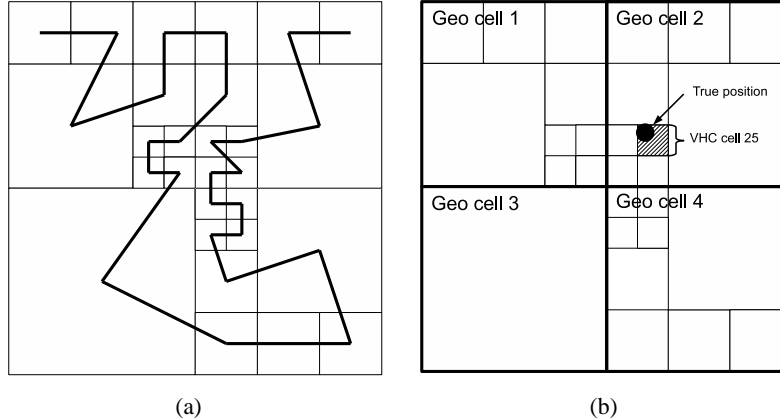 Geo cell 1
Geo cell 2
True position
VHC cell 25
Geo cell 3
Geo cell 4
(a)
(b)